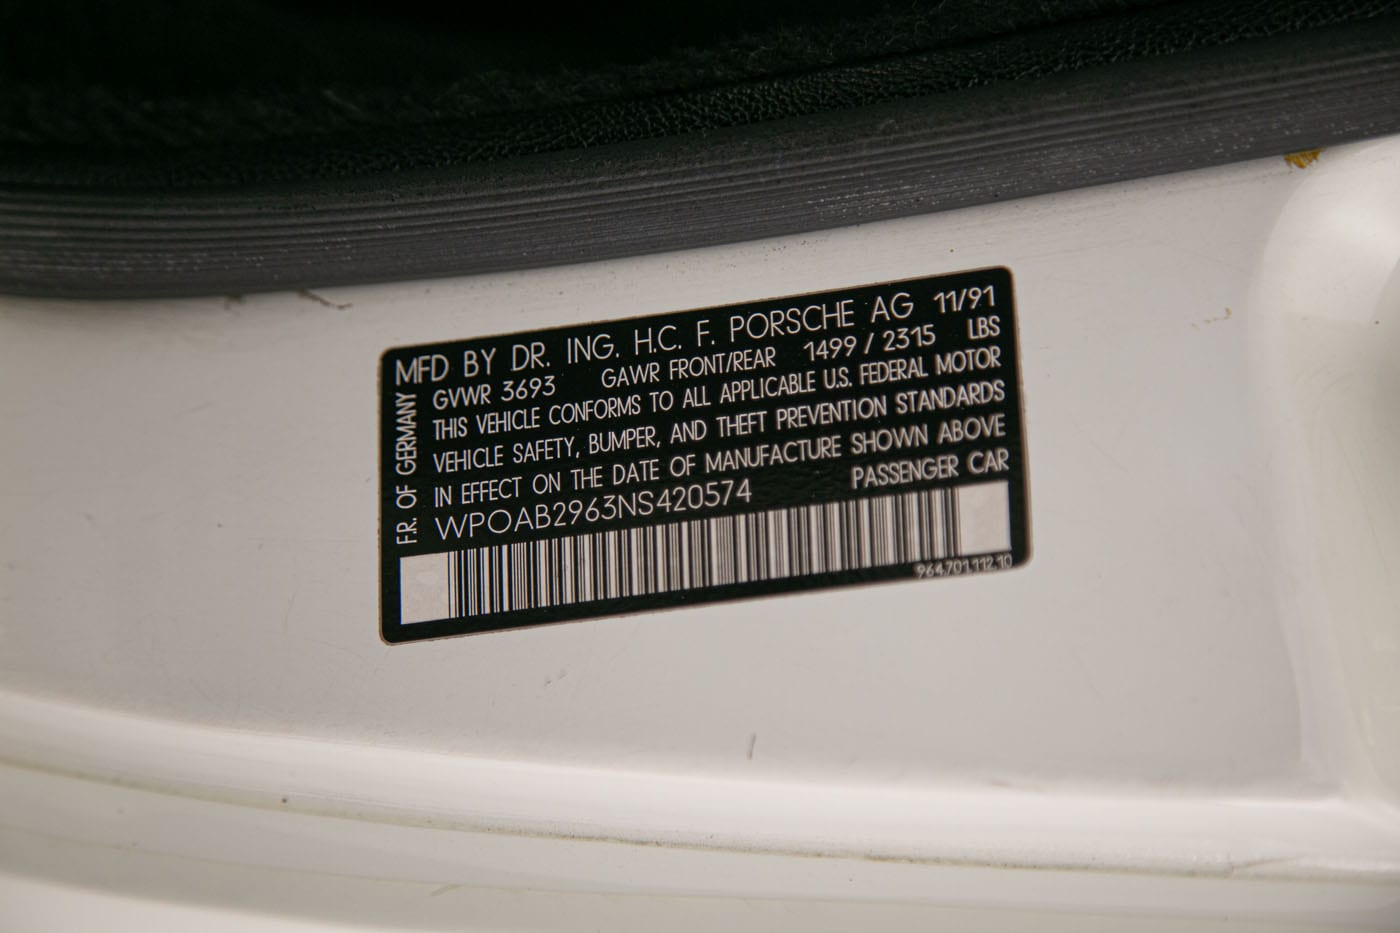 MFD BY DR. ING. H.C. F. PORSCHE AG 11/91
GVWR 3693 GAWR FRONT/REAR 1499 / 2315 LBS
THIS VEHICLE CONFORMS TO ALL APPLICABLE U.S. FEDERAL MOTOR
VEHICLE SAFETY, BUMPER, AND THEFT PREVENTION STANDARDS
IN EFFECT ON THE DATE OF MANUFACTURE SHOWN ABOVE
WPOAB2963NS420574 PASSENGER CAR
F.R. OF GERMANY
964.701.112.10